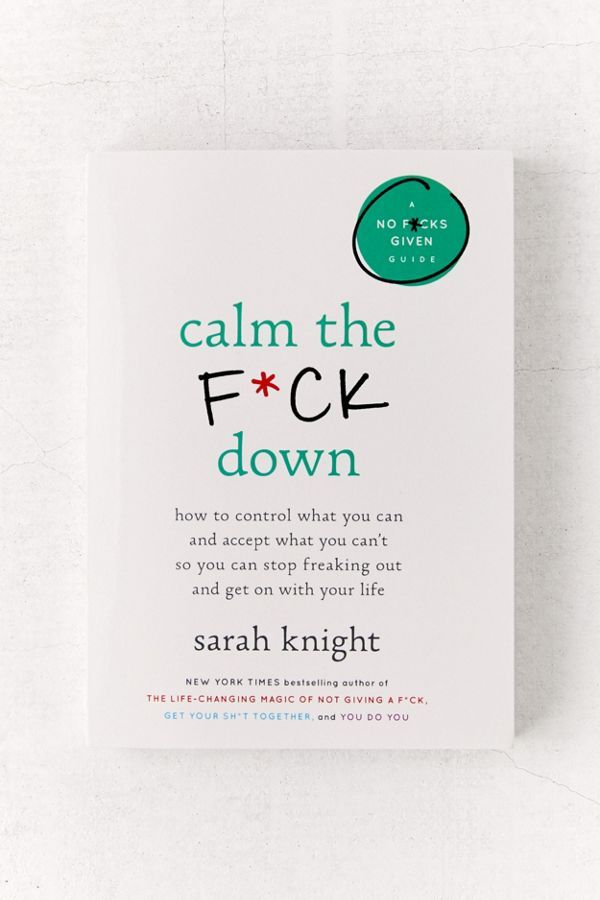 A
NO F*CKS
GIVEN
GUIDE
calm the
F*CK
down
how to control what you can
and accept what you can't
so you can stop freaking out
and get on with your life
sarah knight
NEW YORK TIMES bestselling author of
THE LIFE-CHANGING MAGIC OF NOT GIVING A F*CK,
GET YOUR SH*T TOGETHER, and YOU DO YOU